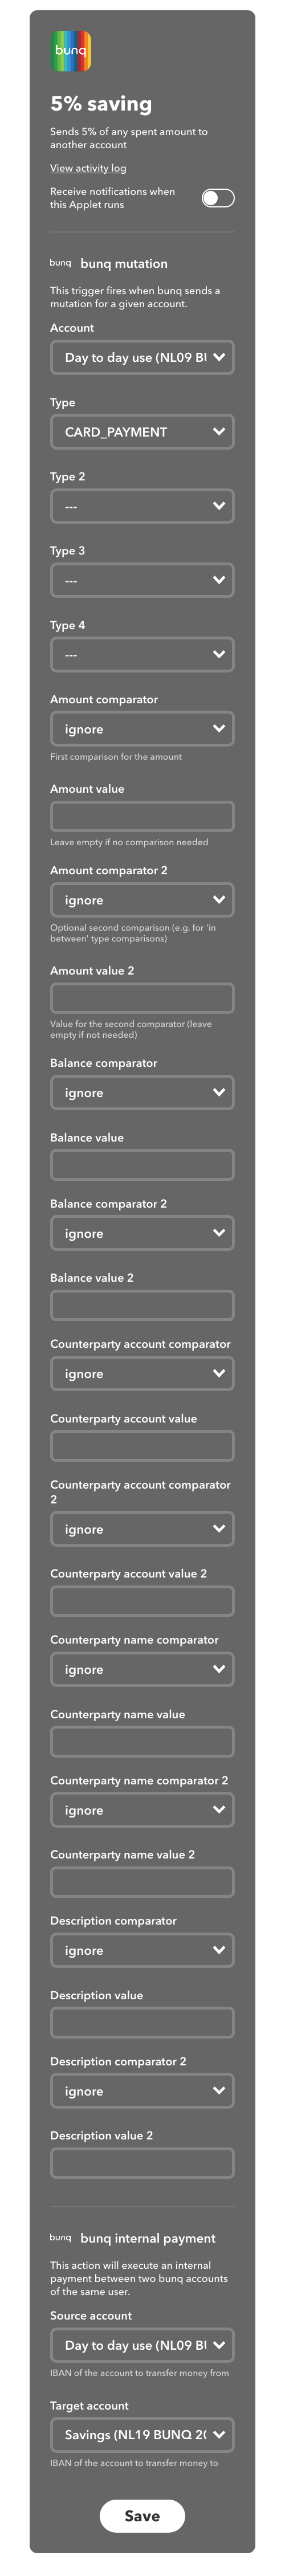 bunq
5% saving
Sends 5% of any spent amount to
another account
View activity log
Receive notifications when
this Applet runs
bunq bunq mutation
This trigger fires when bunq sends a
mutation for a given account.
Account
Day to day use (NL09 BU
Type
CARD_PAYMENT
Type 2
---
Type 3
---
Type 4
---
Amount comparator
ignore
First comparison for the amount
Amount value
Leave empty if no comparison needed
Amount comparator 2
ignore
Optional second comparison (e.g. for 'in
between' type comparisons)
Amount value 2
Value for the second comparator (leave
empty if not needed)
Balance comparator
ignore
Balance value
Balance comparator 2
ignore
Balance value 2
Counterparty account comparator
ignore
Counterparty account value
Counterparty account comparator
2
ignore
Counterparty account value 2
Counterparty name comparator
ignore
Counterparty name value
Counterparty name comparator 2
ignore
Counterparty name value 2
Description comparator
ignore
Description value
Description comparator 2
ignore
Description value 2
bunq bunq internal payment
This action will execute an internal
payment between two bunq accounts
of the same user.
Source account
Day to day use (NL09 BU
IBAN of the account to transfer money from
Target account
Savings (NL19 BUNQ 20
IBAN of the account to transfer money to
Save